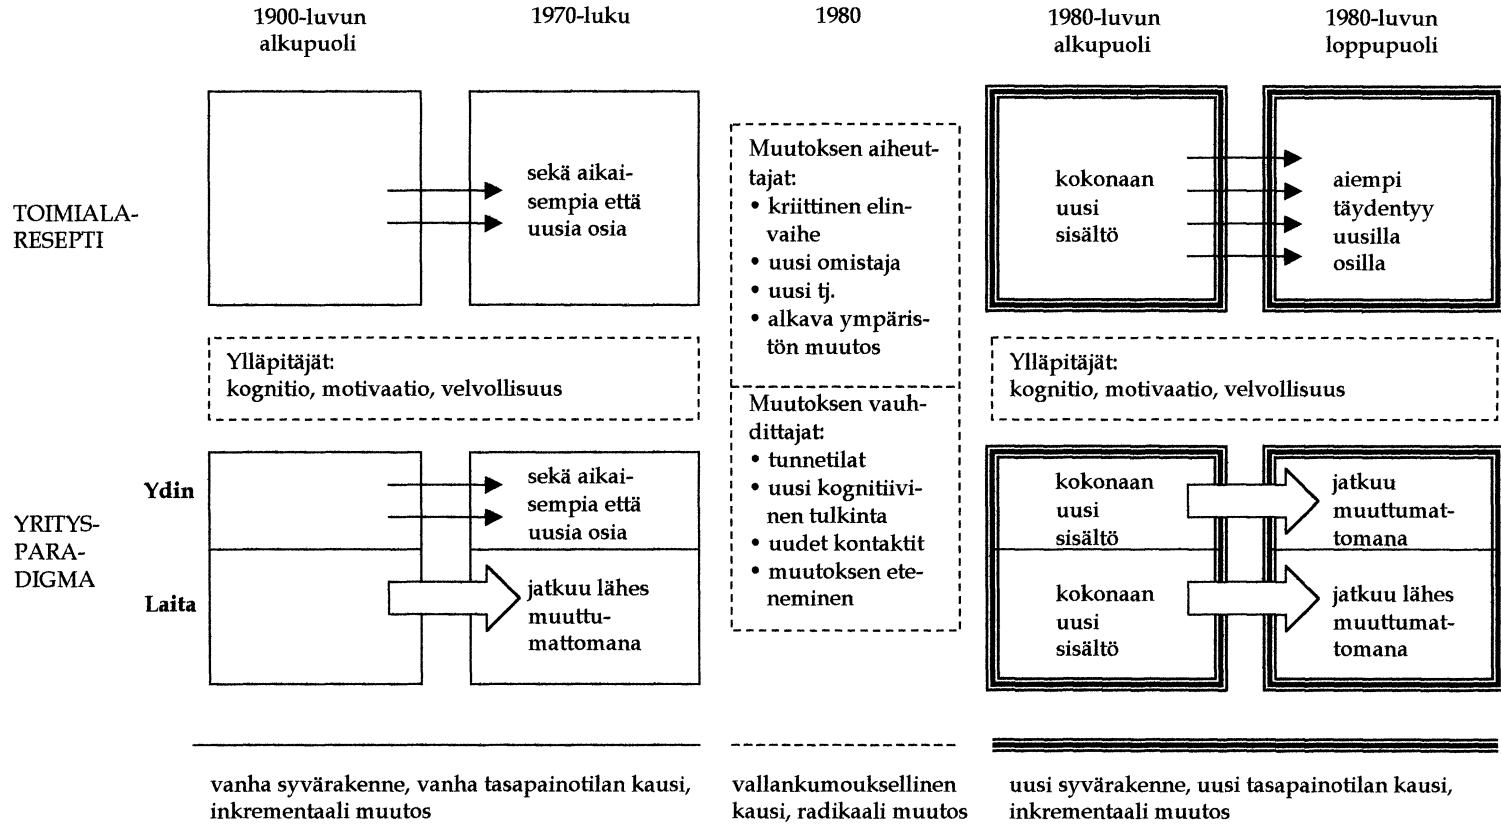 1900-luvun
alkupuoli
1970-luku
1980
1980-luvun
alkupuoli
1980-luvun
loppupuoli
TOIMIALA-
RESEPTI
sekä aikai-
sempia että
uusia osia
Muutoksen aiheut-
tajat:
• kriittinen elin-
vaihe
• uusi omistaja
• uusi tj.
• alkava ympäris-
tön muutos
kokonaan
uusi
sisältö
aiempi
täydentyy
uusilla
osilla
Ylläpitäjät:
kognitio, motivaatio, velvollisuus
Ylläpitäjät:
kognitio, motivaatio, velvollisuus
Muutoksen vauh-
dittajat:
• tunnetilat
• uusi kognitiivi-
nen tulkinta
• uudet kontaktit
• muutoksen ete-
neminen
YRITYS-
PARA-
DIGMA
Ydin
sekä aikai-
sempia että
uusia osia
kokonaan
uusi
sisältö
jatkuu
muuttumat-
tomana
Laita
jatkuu lähes
muuttu-
mattomana
kokonaan
uusi
sisältö
jatkuu lähes
muuttumat-
tomana
vanha syvärakenne, vanha tasapainotilan kausi,
inkrementaali muutos
vallankumouksellinen
kausi, radikaali muutos
uusi syvärakenne, uusi tasapainotilan kausi,
inkrementaali muutos